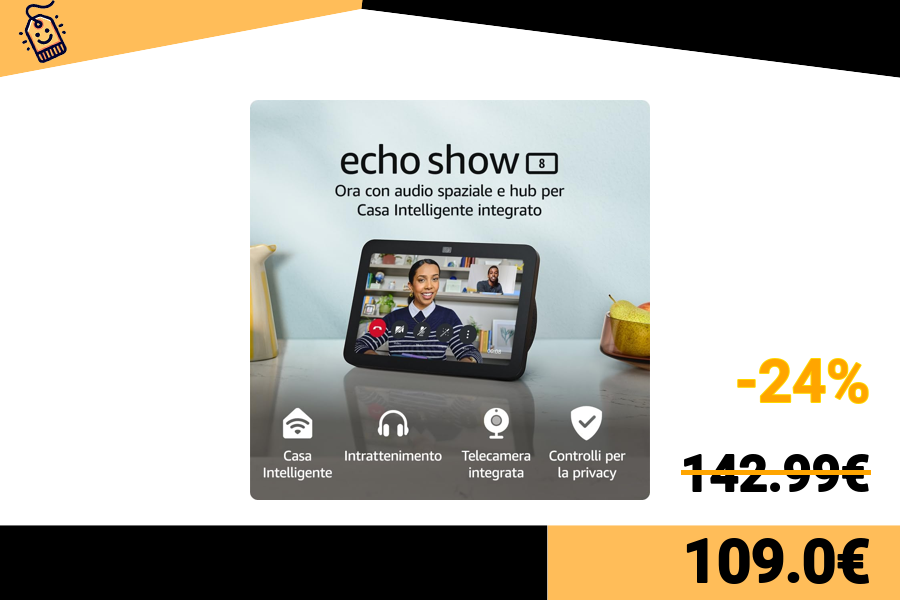 echo show 8
Ora con audio spaziale e hub per
Casa Intelligente integrato
Casa
Intelligente
Intrattenimento
Telecamera
integrata
Controlli per
la privacy
-24%
142.99€
109.0€